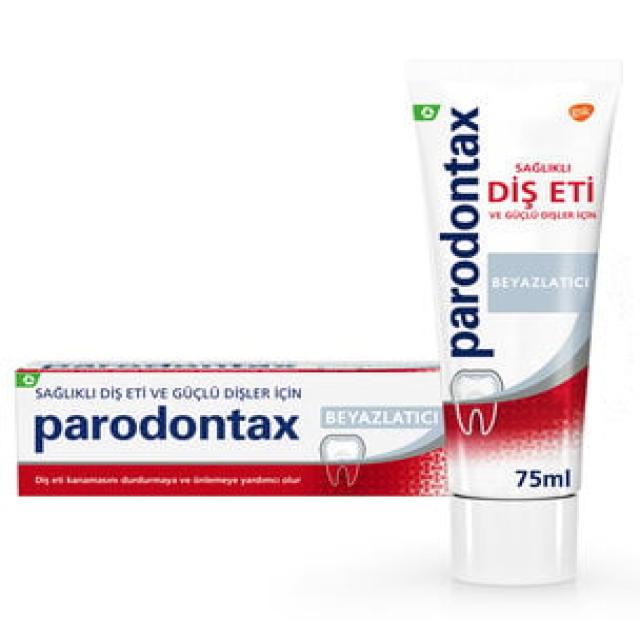 parodontax
gsk
SAĞLIKLI
DİŞ ETİ
VE GÜÇLÜ DİŞLER İÇİN
BEYAZLATICI
75ml
SAĞLIKLI DİŞ ETİ VE GÜÇLÜ DİŞLER İÇİN
parodontax
BEYAZLATICI
Diş eti kanamasını durdurmaya ve önlemeye yardımcı olur